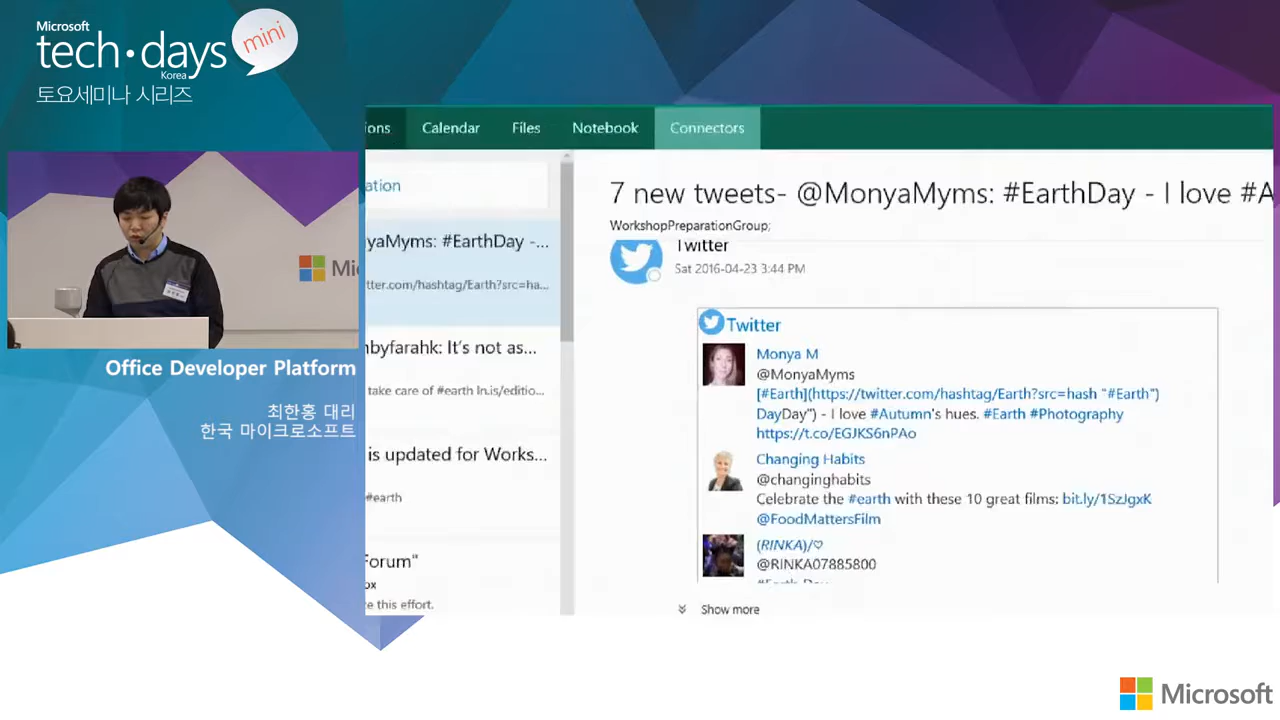 Microsoft
tech·days
mini
Korea
토요세미나 시리즈
Office Developer Platform
최한홍 대리
한국 마이크로소프트
ions
Calendar
Files
Notebook
Connectors
ation
yaMyms: #EarthDay -...
tter.com/hashtag/Earth?src=ha...
nbyfarahk: It's not as...
take care of #earth ln.is/editio...
is updated for Works...
#earth
Forum"
ox
e this effort.
7 new tweets- @MonyaMyms: #EarthDay - I love #A
WorkshopPreparationGroup;
Twitter
Sat 2016-04-23 3:44 PM
Twitter
Monya M
@MonyaMyms
[#Earth](https://twitter.com/hashtag/Earth?src=hash "#Earth")
DayDay") - I love #Autumn's hues. #Earth #Photography
https://t.co/EGJKS6nPAo
Changing Habits
@changinghabits
Celebrate the #earth with these 10 great films: bit.ly/1SzJgxK
@FoodMattersFilm
(RINKA)/♡
@RINKA07885800
#Earth Day
Show more
Microsoft